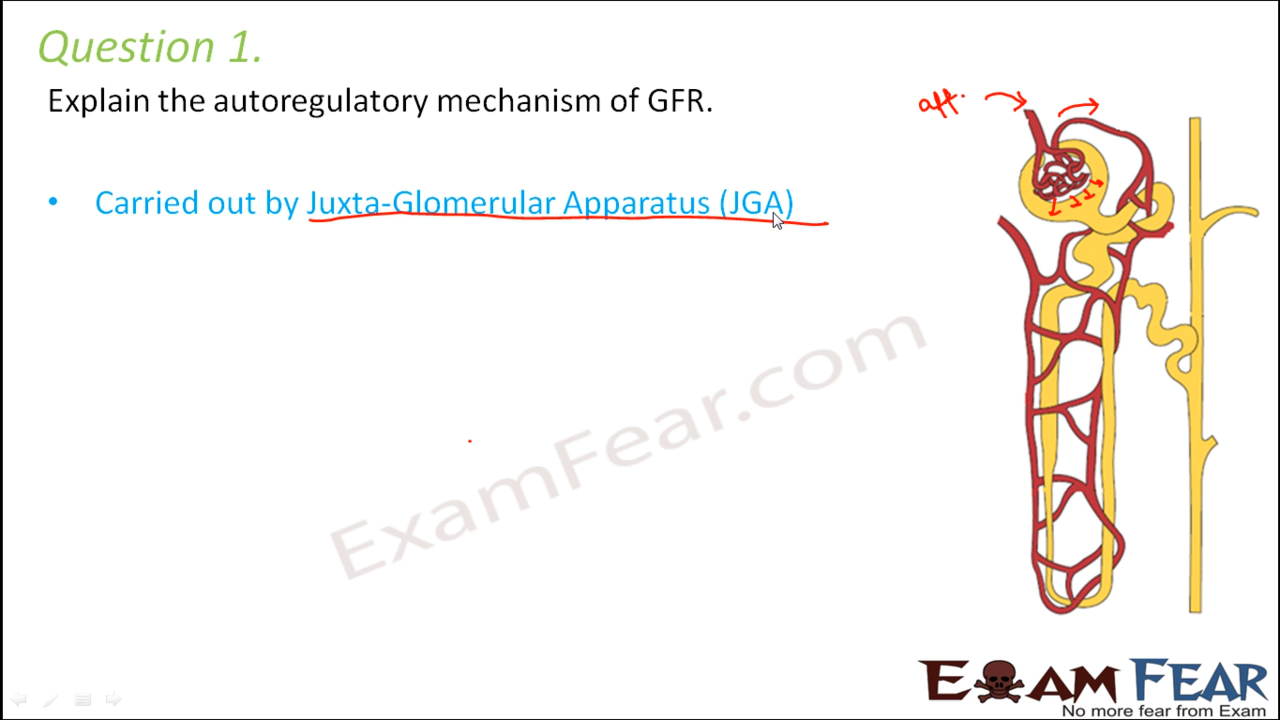 Question 1.
Explain the autoregulatory mechanism of GFR.
aff.
• Carried out by Juxta-Glomerular Apparatus (JGA)
ExamFear.com
EXAM FEAR
No more fear from Exam